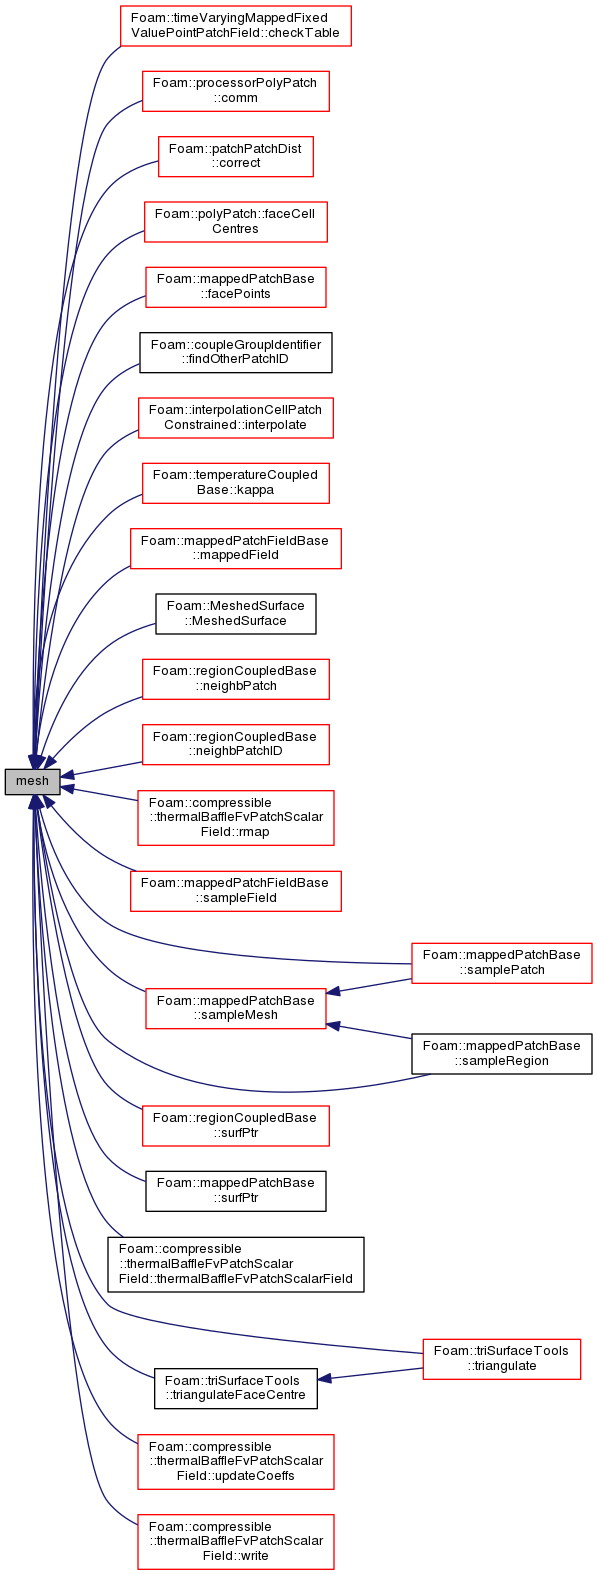 Foam::timeVaryingMappedFixed
ValuePointPatchField::checkTable
Foam::processorPolyPatch
::comm
Foam::patchPatchDist
::correct
Foam::polyPatch::faceCell
Centres
Foam::mappedPatchBase
::facePoints
Foam::coupleGroupIdentifier
::findOtherPatchID
Foam::interpolationCellPatch
Constrained::interpolate
Foam::temperatureCoupled
Base::kappa
Foam::mappedPatchFieldBase
::mappedField
Foam::MeshedSurface
::MeshedSurface
Foam::regionCoupledBase
::neighbPatch
Foam::regionCoupledBase
::neighbPatchID
mesh
Foam::compressible
::thermalBaffleFvPatchScalar
Field::rmap
Foam::mappedPatchFieldBase
::sampleField
Foam::mappedPatchBase
::samplePatch
Foam::mappedPatchBase
::sampleMesh
Foam::mappedPatchBase
::sampleRegion
Foam::regionCoupledBase
::surfPtr
Foam::mappedPatchBase
::surfPtr
Foam::compressible
::thermalBaffleFvPatchScalar
Field::thermalBaffleFvPatchScalarField
Foam::triSurfaceTools
::triangulate
Foam::triSurfaceTools
::triangulateFaceCentre
Foam::compressible
::thermalBaffleFvPatchScalar
Field::updateCoeffs
Foam::compressible
::thermalBaffleFvPatchScalar
Field::write